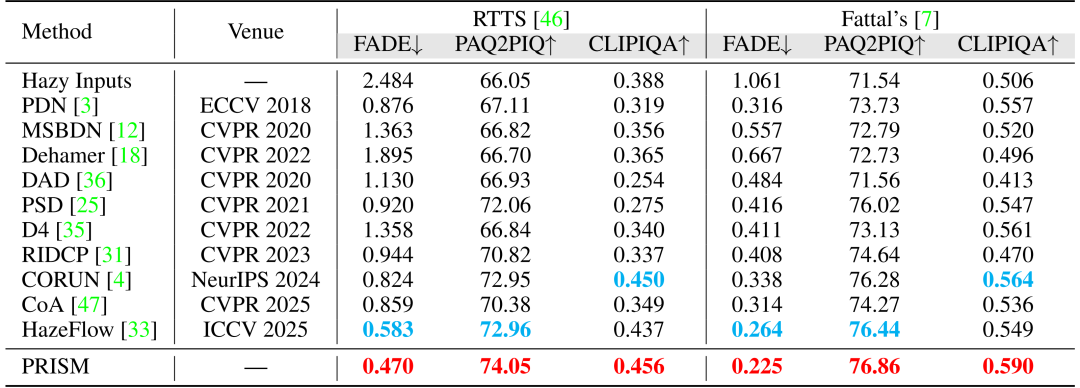 Method Venue RTTS [46] Fattal's [7]
FADE↓ PAQ2PIQ↑ CLIPIQA↑ FADE↓ PAQ2PIQ↑ CLIPIQA↑
Hazy Inputs — 2.484 66.05 0.388 1.061 71.54 0.506
PDN [3] ECCV 2018 0.876 67.11 0.319 0.316 73.73 0.557
MSBDN [12] CVPR 2020 1.363 66.82 0.356 0.557 72.79 0.520
Dehamer [18] CVPR 2022 1.895 66.70 0.365 0.667 72.73 0.496
DAD [36] CVPR 2020 1.130 66.93 0.254 0.484 71.56 0.413
PSD [25] CVPR 2021 0.920 72.06 0.275 0.416 76.02 0.547
D4 [35] CVPR 2022 1.358 66.84 0.340 0.411 73.13 0.561
RIDCP [31] CVPR 2023 0.944 70.82 0.337 0.408 74.64 0.470
CORUN [4] NeurIPS 2024 0.824 72.95 0.450 0.338 76.28 0.564
CoA [47] CVPR 2025 0.859 70.38 0.349 0.314 74.27 0.536
HazeFlow [33] ICCV 2025 0.583 72.96 0.437 0.264 76.44 0.549
PRISM — 0.470 74.05 0.456 0.225 76.86 0.590